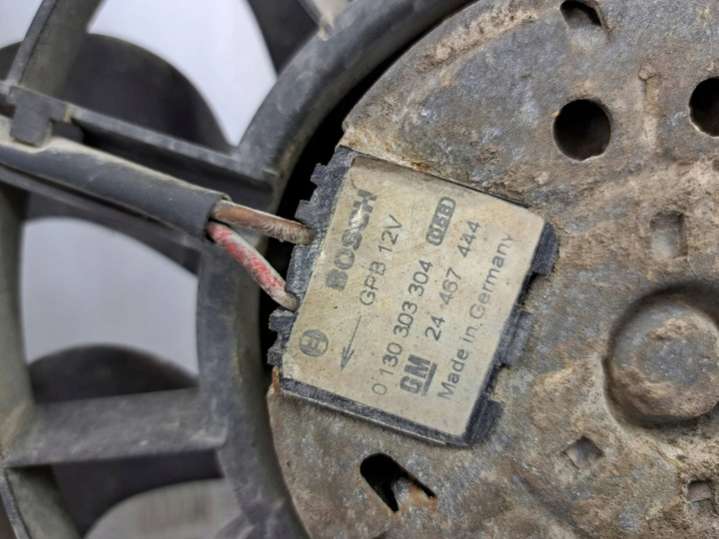 BOSCH
GPB 12V
0 130 303 304
GM 24 467 444
Made in Germany